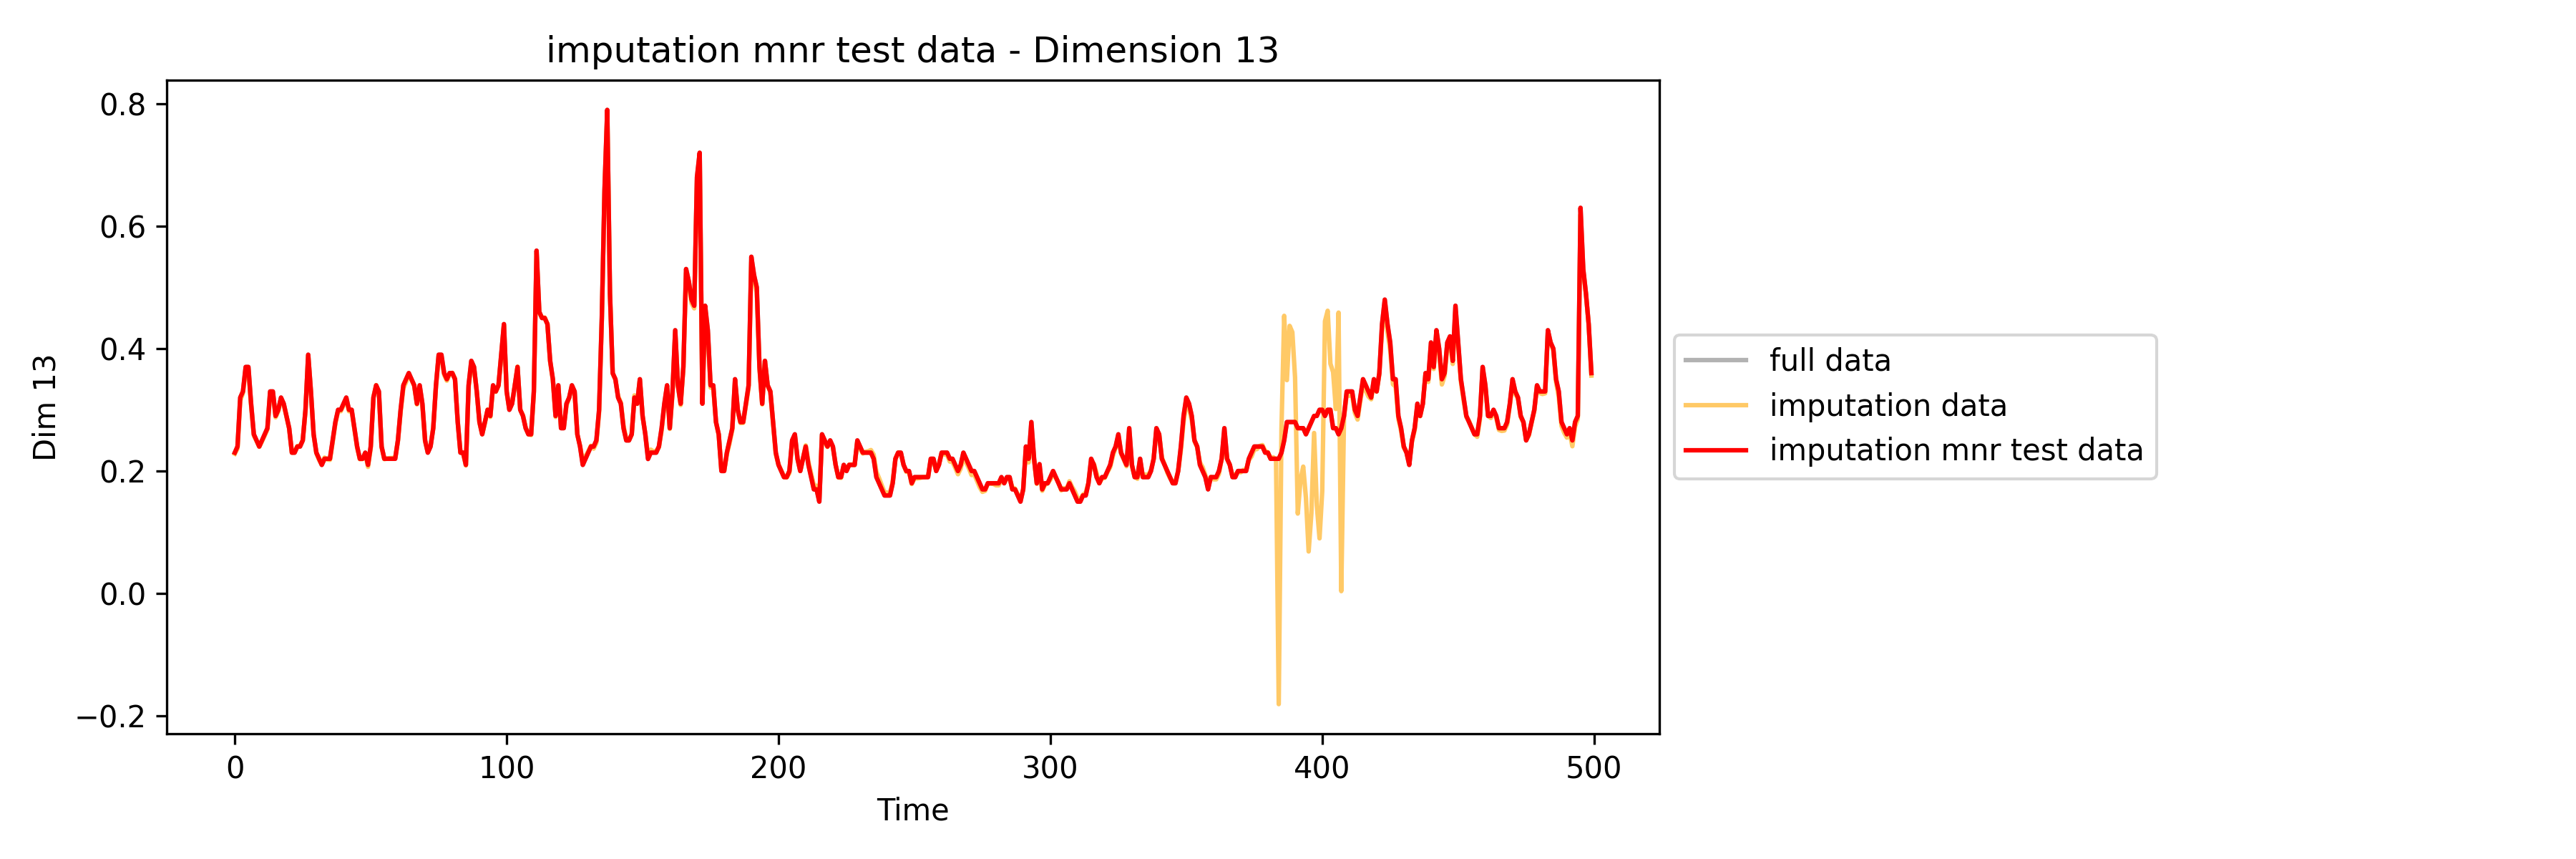 imputation mnr test data - Dimension 13
0.8
0.6
0.4
0.2
0.0
−0.2
Dim 13
0 100 200 300 400 500
Time
full data
imputation data
imputation mnr test data